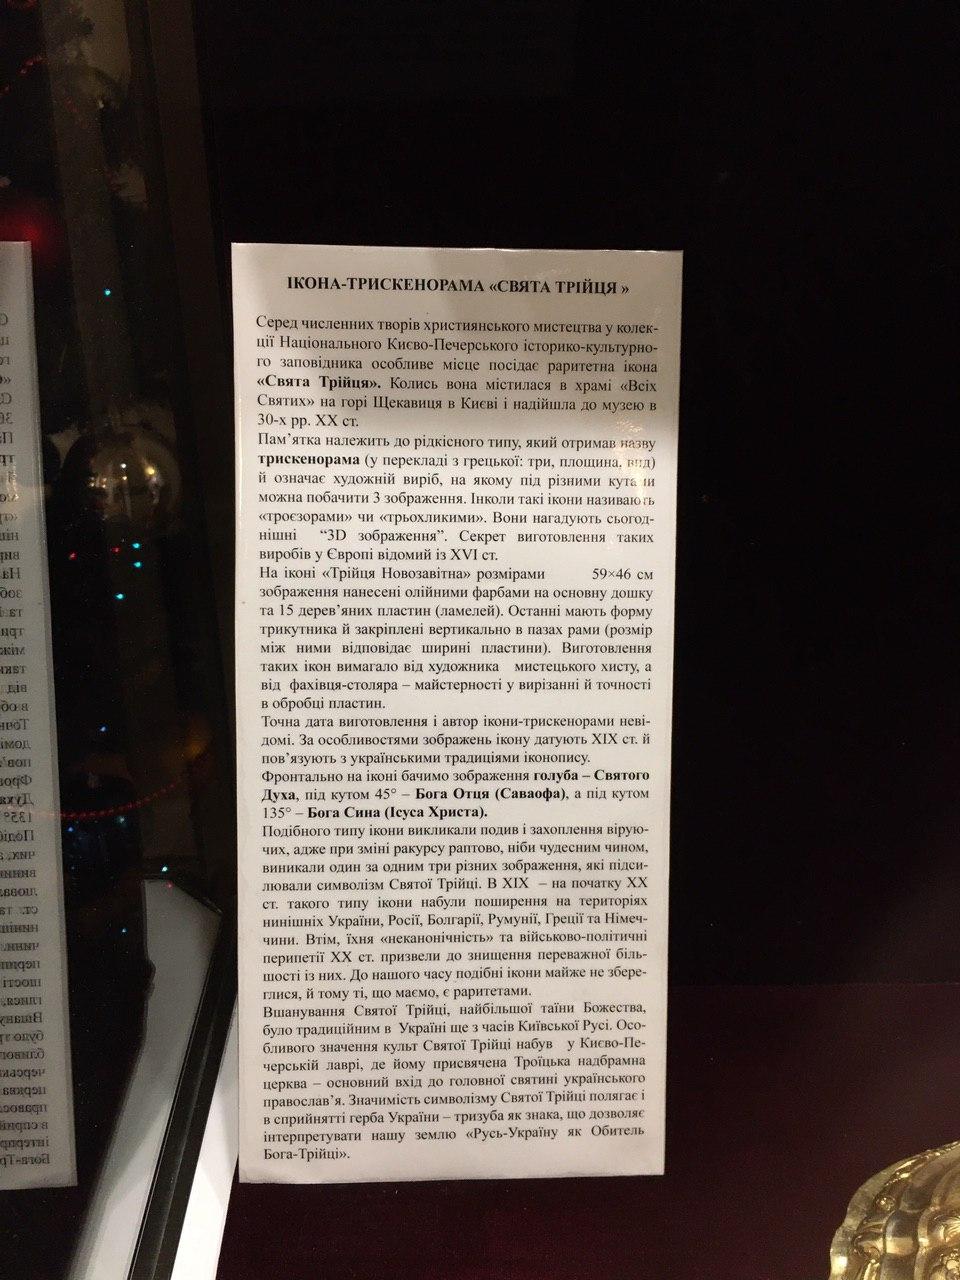 ІКОНА-ТРИСКЕНОРАМА «СВЯТА ТРІЙЦЯ »
Серед численних творів християнського мистецтва у колек-
ції Національного Києво-Печерського історико-культурно-
го заповідника особливе місце посідає раритетна ікона
«Свята Трійця». Колись вона містилася в храмі «Всіх
Святих» на горі Щекавиця в Києві і надійшла до музею в
30-х рр. ХХ ст.
Пам’ятка належить до рідкісного типу, який отримав назву
трискенорама (у перекладі з грецької: три, площина, вид)
й означає художній виріб, на якому під різними кутами
можна побачити 3 зображення. Інколи такі ікони називають
«троєзорами» чи «трьохликими». Вони нагадують сьогод-
нішні “3D зображення”. Секрет виготовлення таких
виробів у Європі відомий із XVI ст.
На іконі «Трійця Новозавітна» розмірами 59×46 см
зображення нанесені олійними фарбами на основну дошку
та 15 дерев’яних пластин (ламелей). Останні мають форму
трикутника й закріплені вертикально в пазах рами (розмір
між ними відповідає ширині пластини). Виготовлення
таких ікон вимагало від художника мистецького хисту, а
від фахівця-столяра – майстерності у вирізанні й точності
в обробці пластин.
Точна дата виготовлення і автор ікони-трискенорами неві-
домі. За особливостями зображень ікону датують ХІХ ст. й
пов’язують з українськими традиціями іконопису.
Фронтально на іконі бачимо зображення голуба – Святого
Духа, під кутом 45° – Бога Отця (Саваофа), а під кутом
135° – Бога Сина (Ісуса Христа).
Подібного типу ікони викликали подив і захоплення вірую-
чих, адже при зміні ракурсу раптово, ніби чудесним чином,
виникали один за одним три різних зображення, які підси-
лювали символізм Святої Трійці. В ХІХ – на початку ХХ
ст. такого типу ікони набули поширення на територіях
нинішніх України, Росії, Болгарії, Румунії, Греції та Німеч-
чини. Втім, їхня «неканонічність» та військово-політичні
перипетії ХХ ст. призвели до знищення переважної біль-
шості із них. До нашого часу подібні ікони майже не збере-
глися, й тому ті, що маємо, є раритетами.
Вшанування Святої Трійці, найбільшої таїни Божества,
було традиційним в Україні ще з часів Київської Русі. Осо-
бливого значення культ Святої Трійці набув у Києво-Пе-
черській лаврі, де йому присвячена Троїцька надбрамна
церква – основний вхід до головної святині українського
православ’я. Значимість символізму Святої Трійці полягає і
в сприйнятті герба України – тризуба як знака, що дозволяє
інтерпретувати нашу землю «Русь-Україну як Обитель
Бога-Трійці».